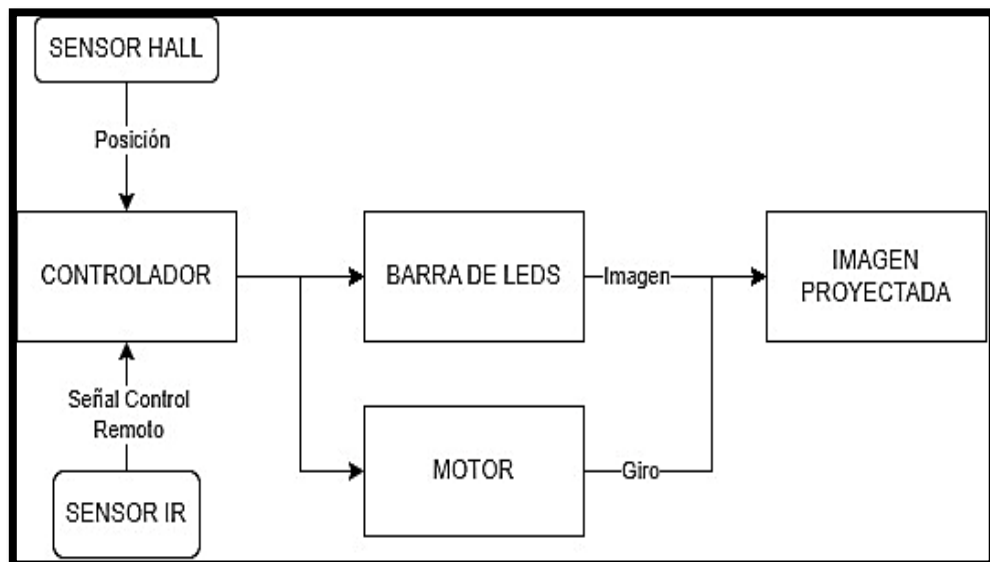 SENSOR HALL
Posición
CONTROLADOR
BARRA DE LEDS
Imagen
IMAGEN
PROYECTADA
Señal Control
Remoto
MOTOR
Giro
SENSOR IR